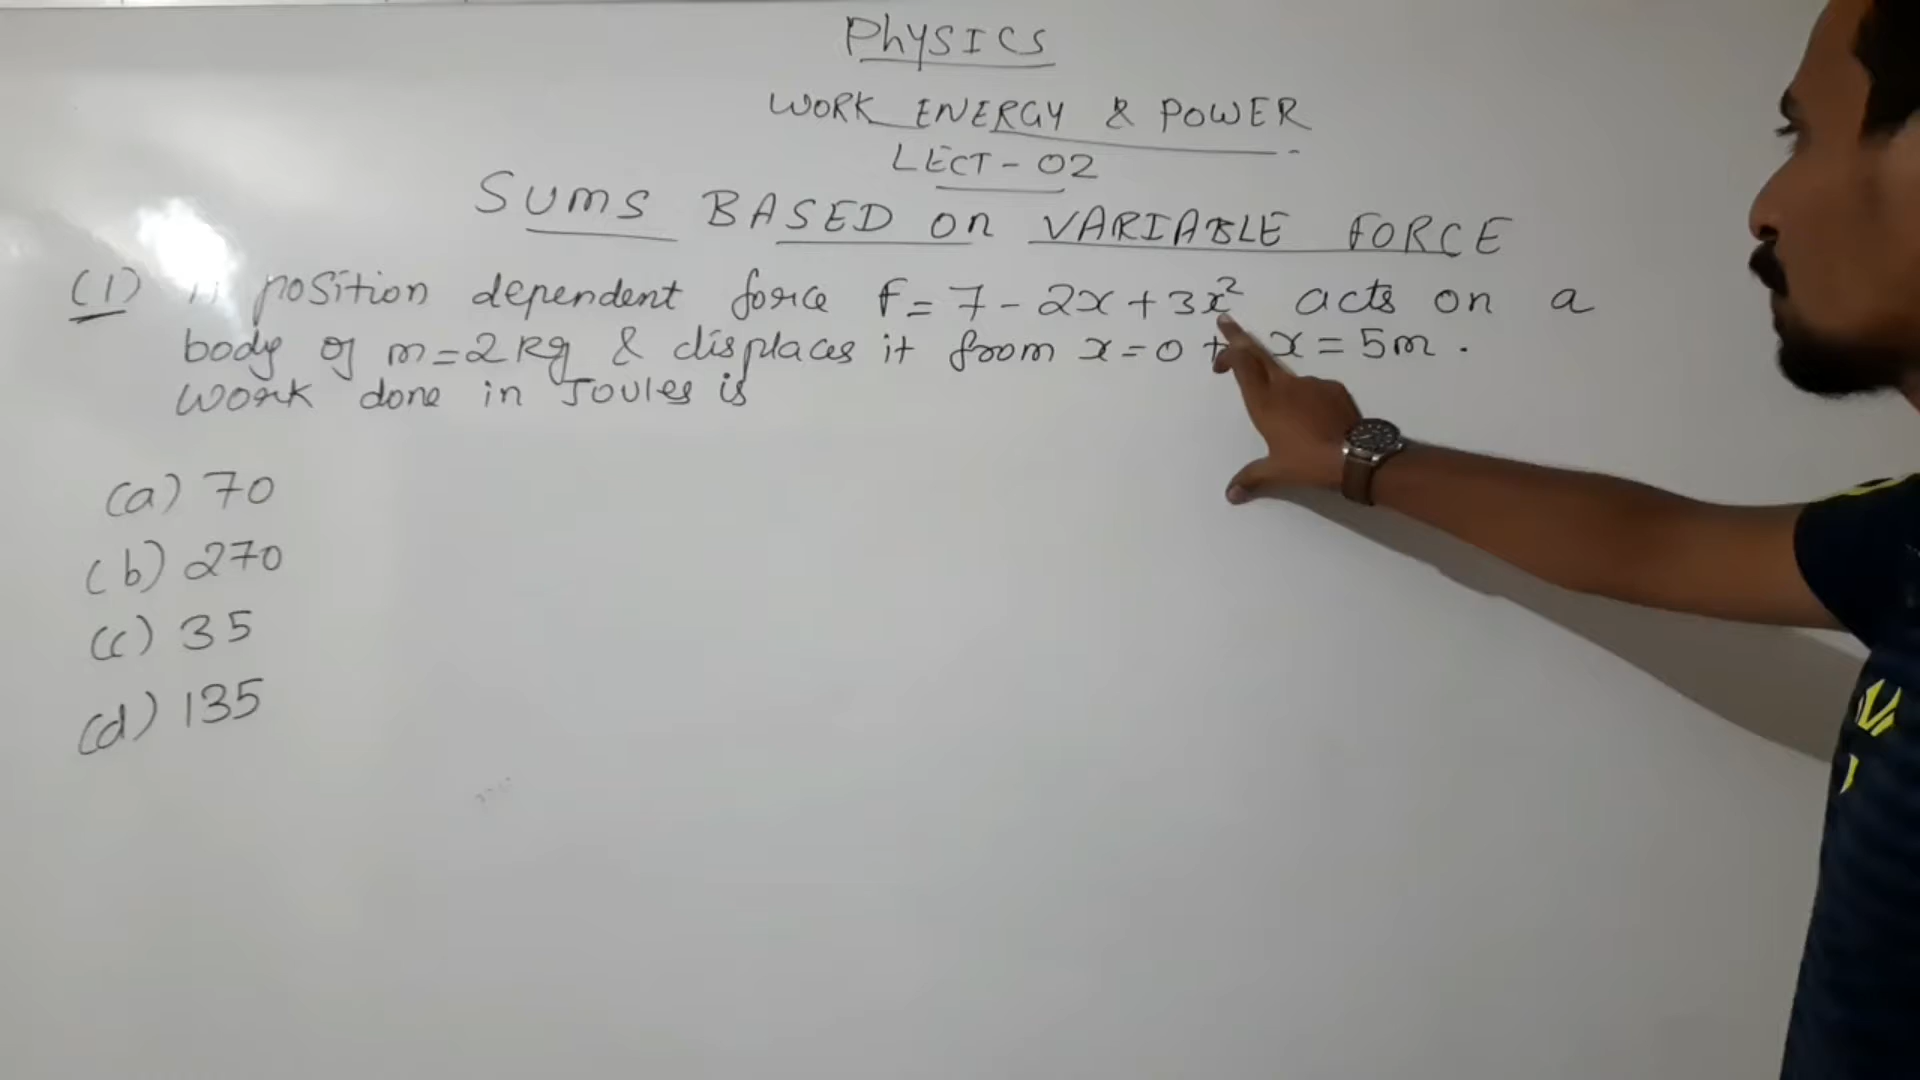 Physics
WORK ENERGY & POWER
LECT - 02
SUMS BASED ON VARIABLE FORCE
(1) position dependent force F = 7 - 2x + 3x² acts on a
body of m = 2 Kg & displaces it from x = 0 x = 5m .
Work done in Joules is
(a) 70
(b) 270
(c) 35
(d) 135